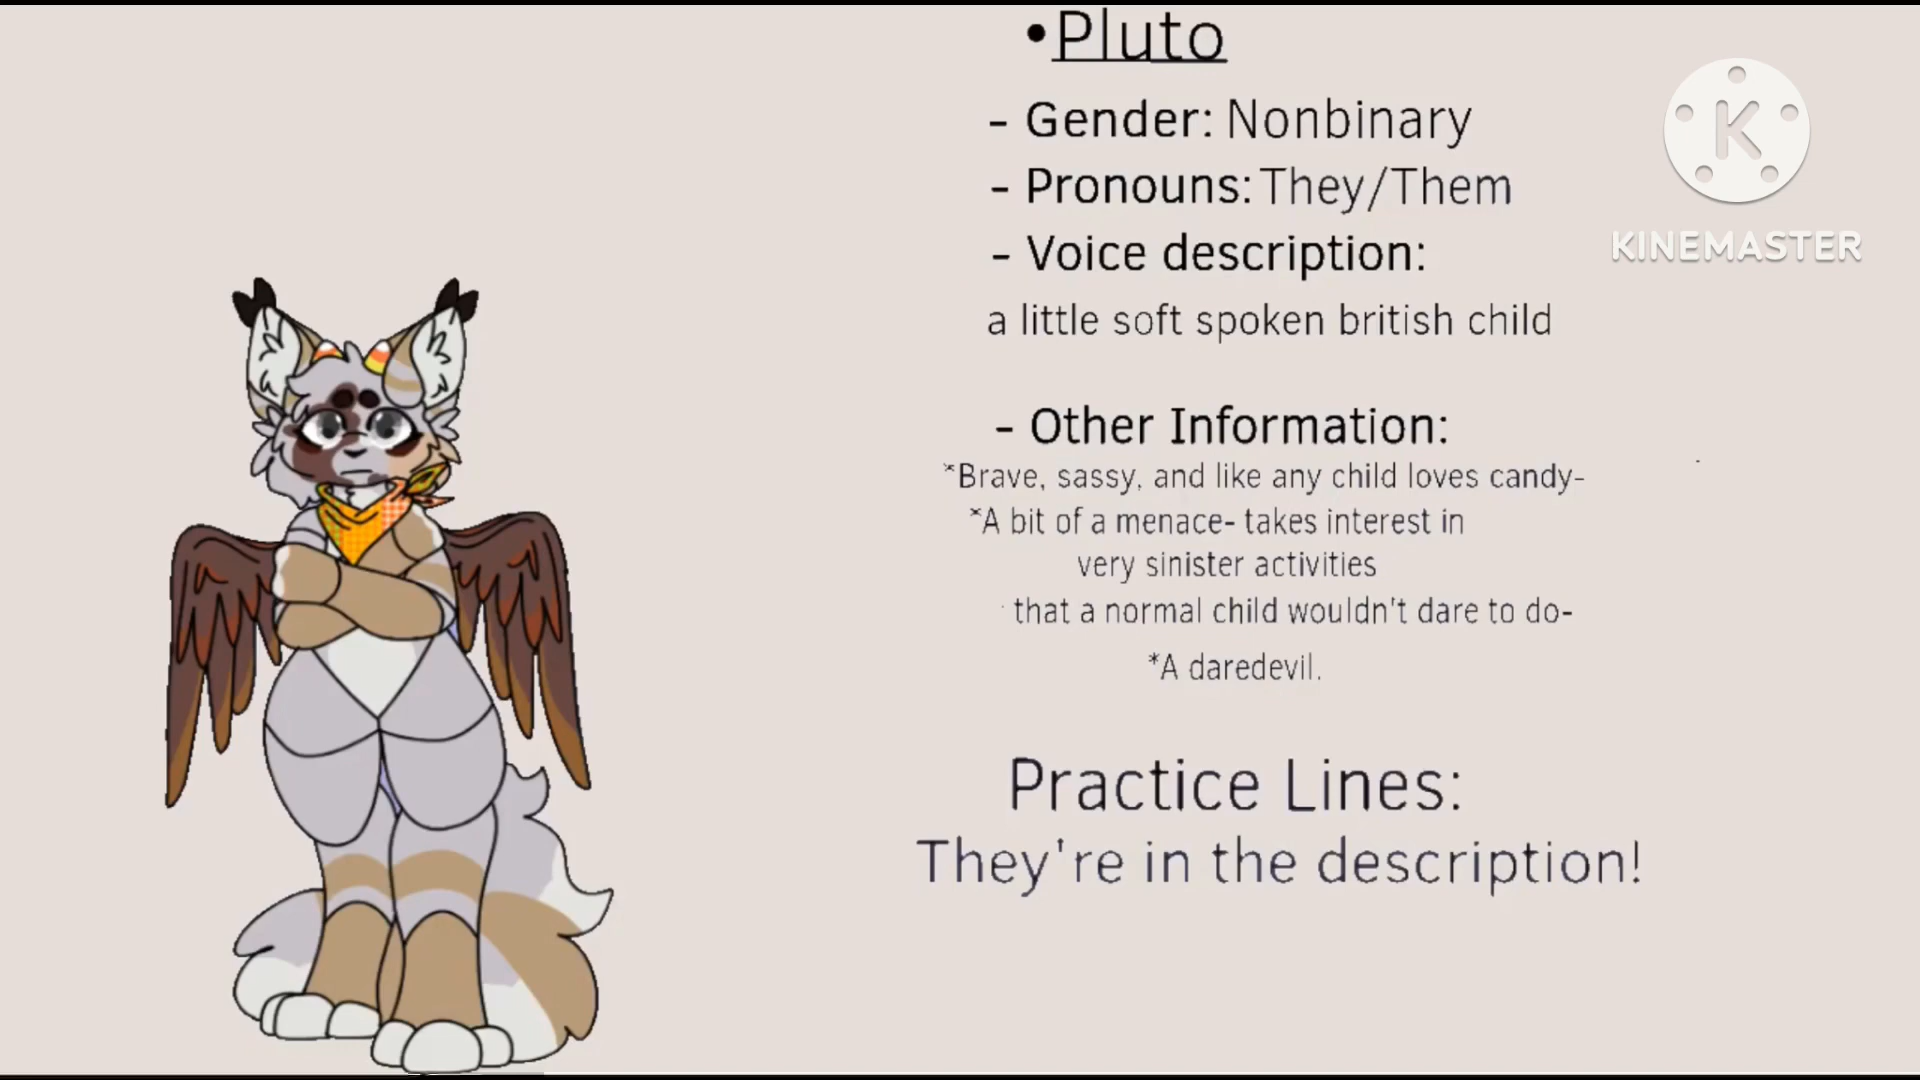 •Pluto
- Gender: Nonbinary
- Pronouns: They/Them
- Voice description:
a little soft spoken british child
- Other Information:
*Brave, sassy, and like any child loves candy-
*A bit of a menace- takes interest in
very sinister activities
that a normal child wouldn't dare to do-
*A daredevil.
Practice Lines:
They're in the description!
K
KINEMASTER